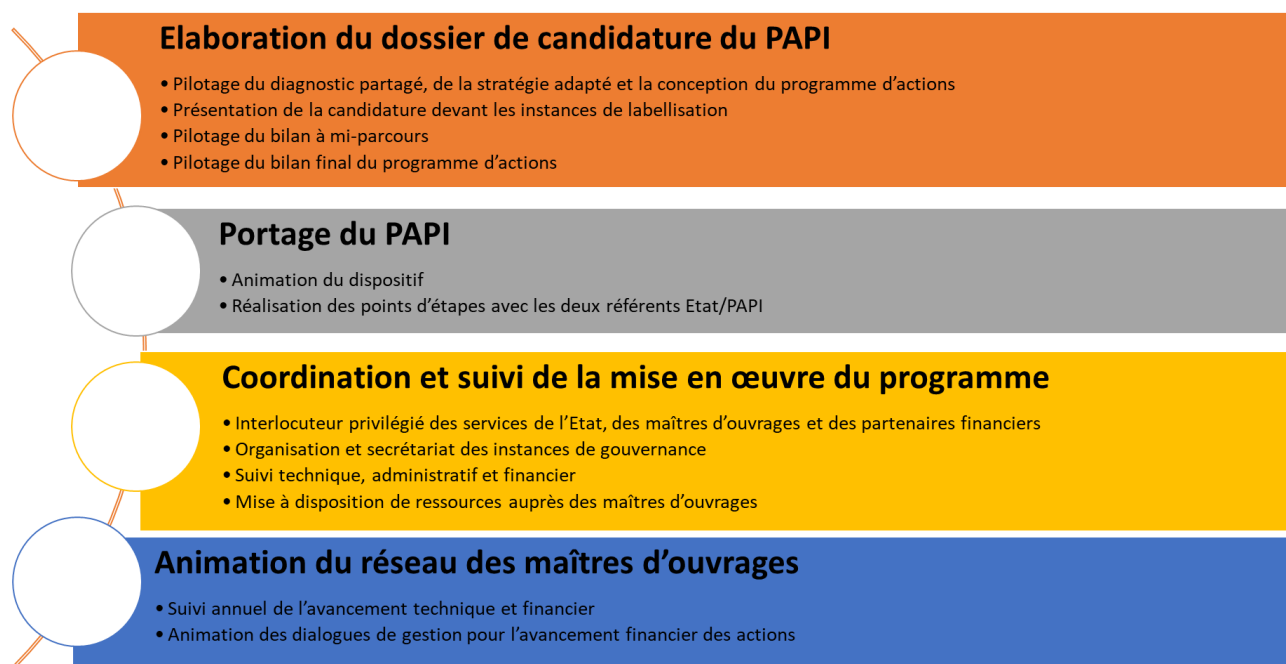 Elaboration du dossier de candidature du PAPI
• Pilotage du diagnostic partagé, de la stratégie adapté et la conception du programme d’actions
• Présentation de la candidature devant les instances de labellisation
• Pilotage du bilan à mi-parcours
• Pilotage du bilan final du programme d’actions
Portage du PAPI
• Animation du dispositif
• Réalisation des points d’étapes avec les deux référents Etat/PAPI
Coordination et suivi de la mise en œuvre du programme
• Interlocuteur privilégié des services de l’Etat, des maîtres d’ouvrages et des partenaires financiers
• Organisation et secrétariat des instances de gouvernance
• Suivi technique, administratif et financier
• Mise à disposition de ressources auprès des maîtres d’ouvrages
Animation du réseau des maîtres d’ouvrages
• Suivi annuel de l’avancement technique et financier
• Animation des dialogues de gestion pour l’avancement financier des actions